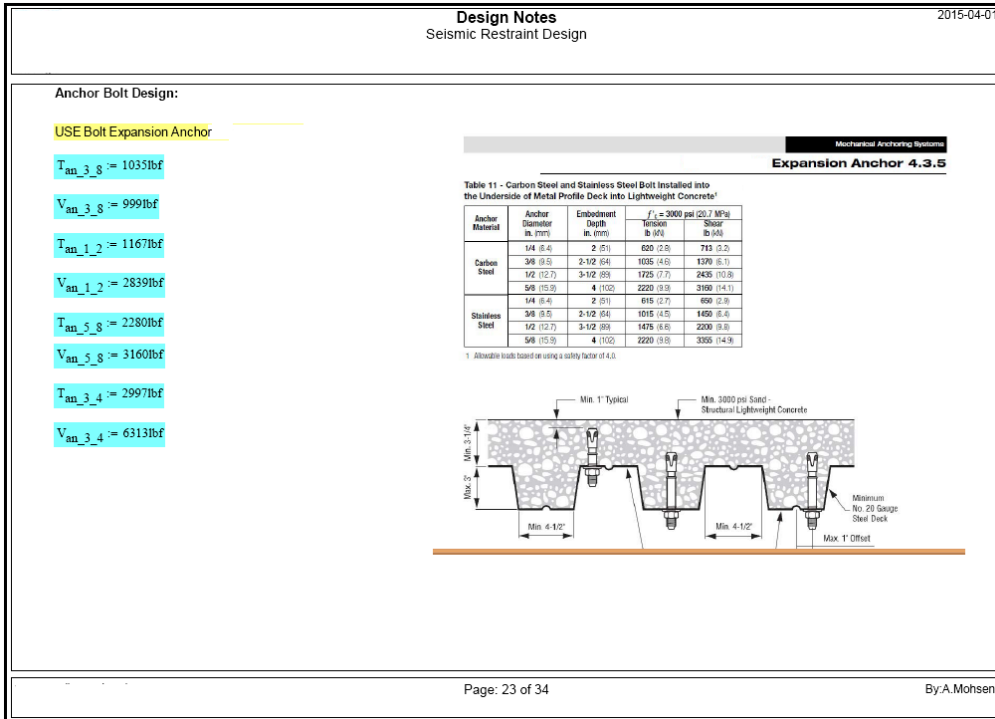 Design Notes
Seismic Restraint Design
2015-04-01
Anchor Bolt Design:
USE Bolt Expansion Anchor
T an_3_8 := 1035lbf
V an_3_8 := 999lbf
T an_1_2 := 1167lbf
V an_1_2 := 2839lbf
T an_5_8 := 2280lbf
V an_5_8 := 3160lbf
T an_3_4 := 2997lbf
V an_3_4 := 6313lbf
Mechanical Anchoring Systems
Expansion Anchor 4.3.5
Table 11 - Carbon Steel and Stainless Steel Bolt Installed into
the Underside of Metal Profile Deck into Lightweight Concrete¹
Anchor Material Anchor Diameter in. (mm) Embedment Depth in. (mm) f'c = 3000 psi (20.7 MPa) Tension lb (kN) Shear lb (kN)
Carbon Steel 1/4 (6.4) 2 (51) 620 (2.8) 713 (3.2)
3/8 (9.5) 2-1/2 (64) 1035 (4.6) 1370 (6.1)
1/2 (12.7) 3-1/2 (89) 1725 (7.7) 2435 (10.8)
5/8 (15.9) 4 (102) 2220 (9.9) 3160 (14.1)
Stainless Steel 1/4 (6.4) 2 (51) 615 (2.7) 650 (2.9)
3/8 (9.5) 2-1/2 (64) 1015 (4.5) 1450 (6.4)
1/2 (12.7) 3-1/2 (89) 1475 (6.6) 2200 (9.8)
5/8 (15.9) 4 (102) 2220 (9.8) 3355 (14.9)
1 Allowable loads based on using a safety factor of 4.0.
Min. 1" Typical
Min. 3000 psi Sand -
Structural Lightweight Concrete
Min. 3-1/4"
Max. 3"
Min. 4-1/2"
Min. 4-1/2"
Minimum
No. 20 Gauge
Steel Deck
Max. 1" Offset
Page: 23 of 34
By:A.Mohsen